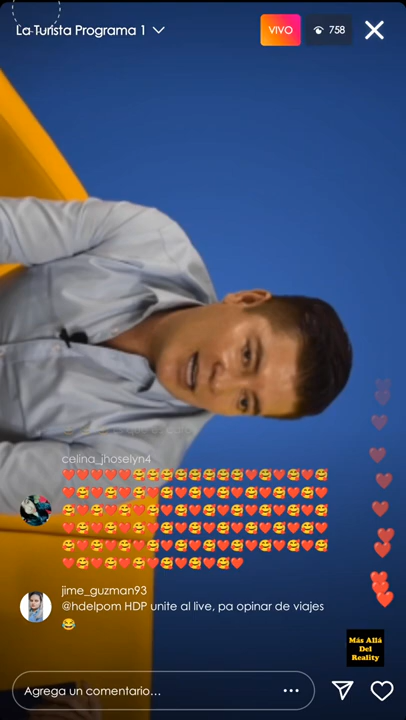 La Turista Programa 1
VIVO
758
celina_jhoselyn4
❤️❤️❤️❤️❤️🥰🥰🥰🥰🥰🥰🥰🥰❤️🥰❤️🥰❤️🥰
jime_guzman93
@hdelpom HDP unite al live, pa opinar de viajes
😂
Más Allá
Del
Reality
Agrega un comentario...